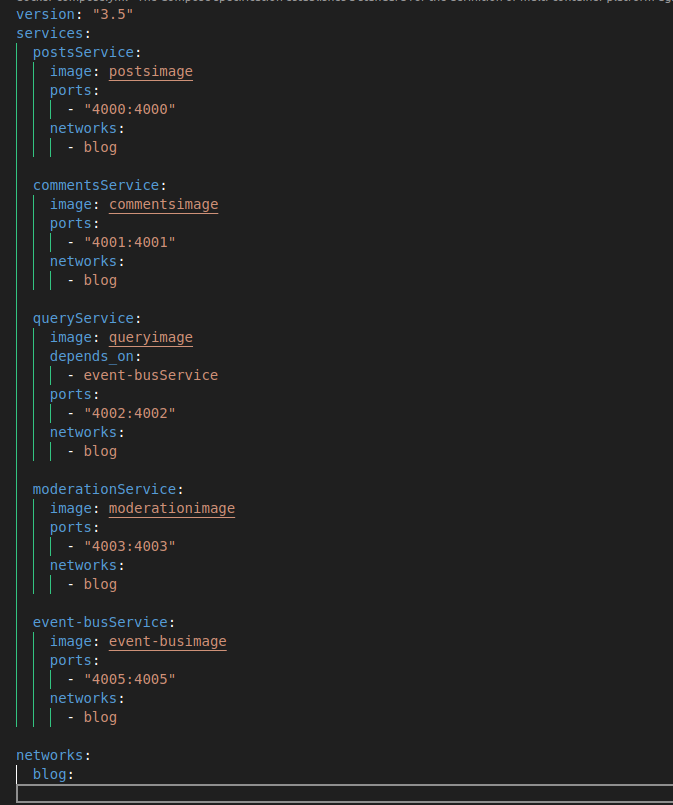 version: "3.5"
services:
  postsService:
    image: postsimage
    ports:
      - "4000:4000"
    networks:
      - blog

  commentsService:
    image: commentsimage
    ports:
      - "4001:4001"
    networks:
      - blog

  queryService:
    image: queryimage
    depends_on:
      - event-busService
    ports:
      - "4002:4002"
    networks:
      - blog

  moderationService:
    image: moderationimage
    ports:
      - "4003:4003"
    networks:
      - blog

  event-busService:
    image: event-busimage
    ports:
      - "4005:4005"
    networks:
      - blog

networks:
  blog: